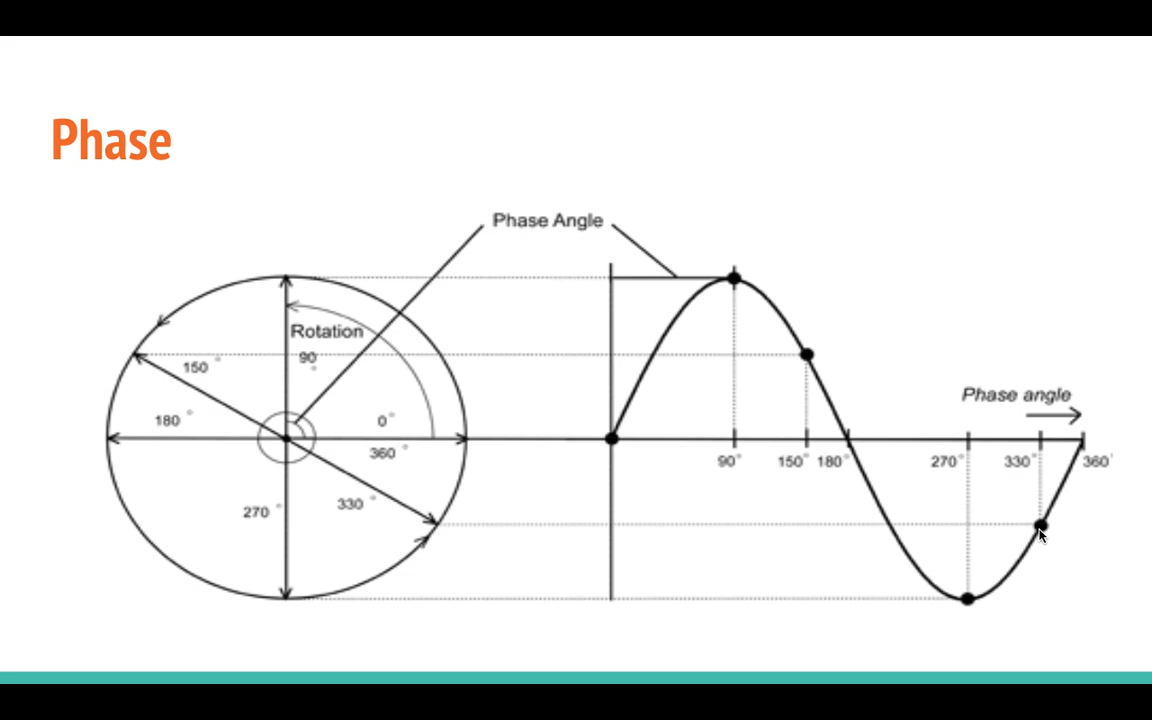 Phase
Phase Angle
Rotation
90°
150°
180°
0°
360°
270°
330°
Phase angle
90° 150° 180° 270° 330° 360°